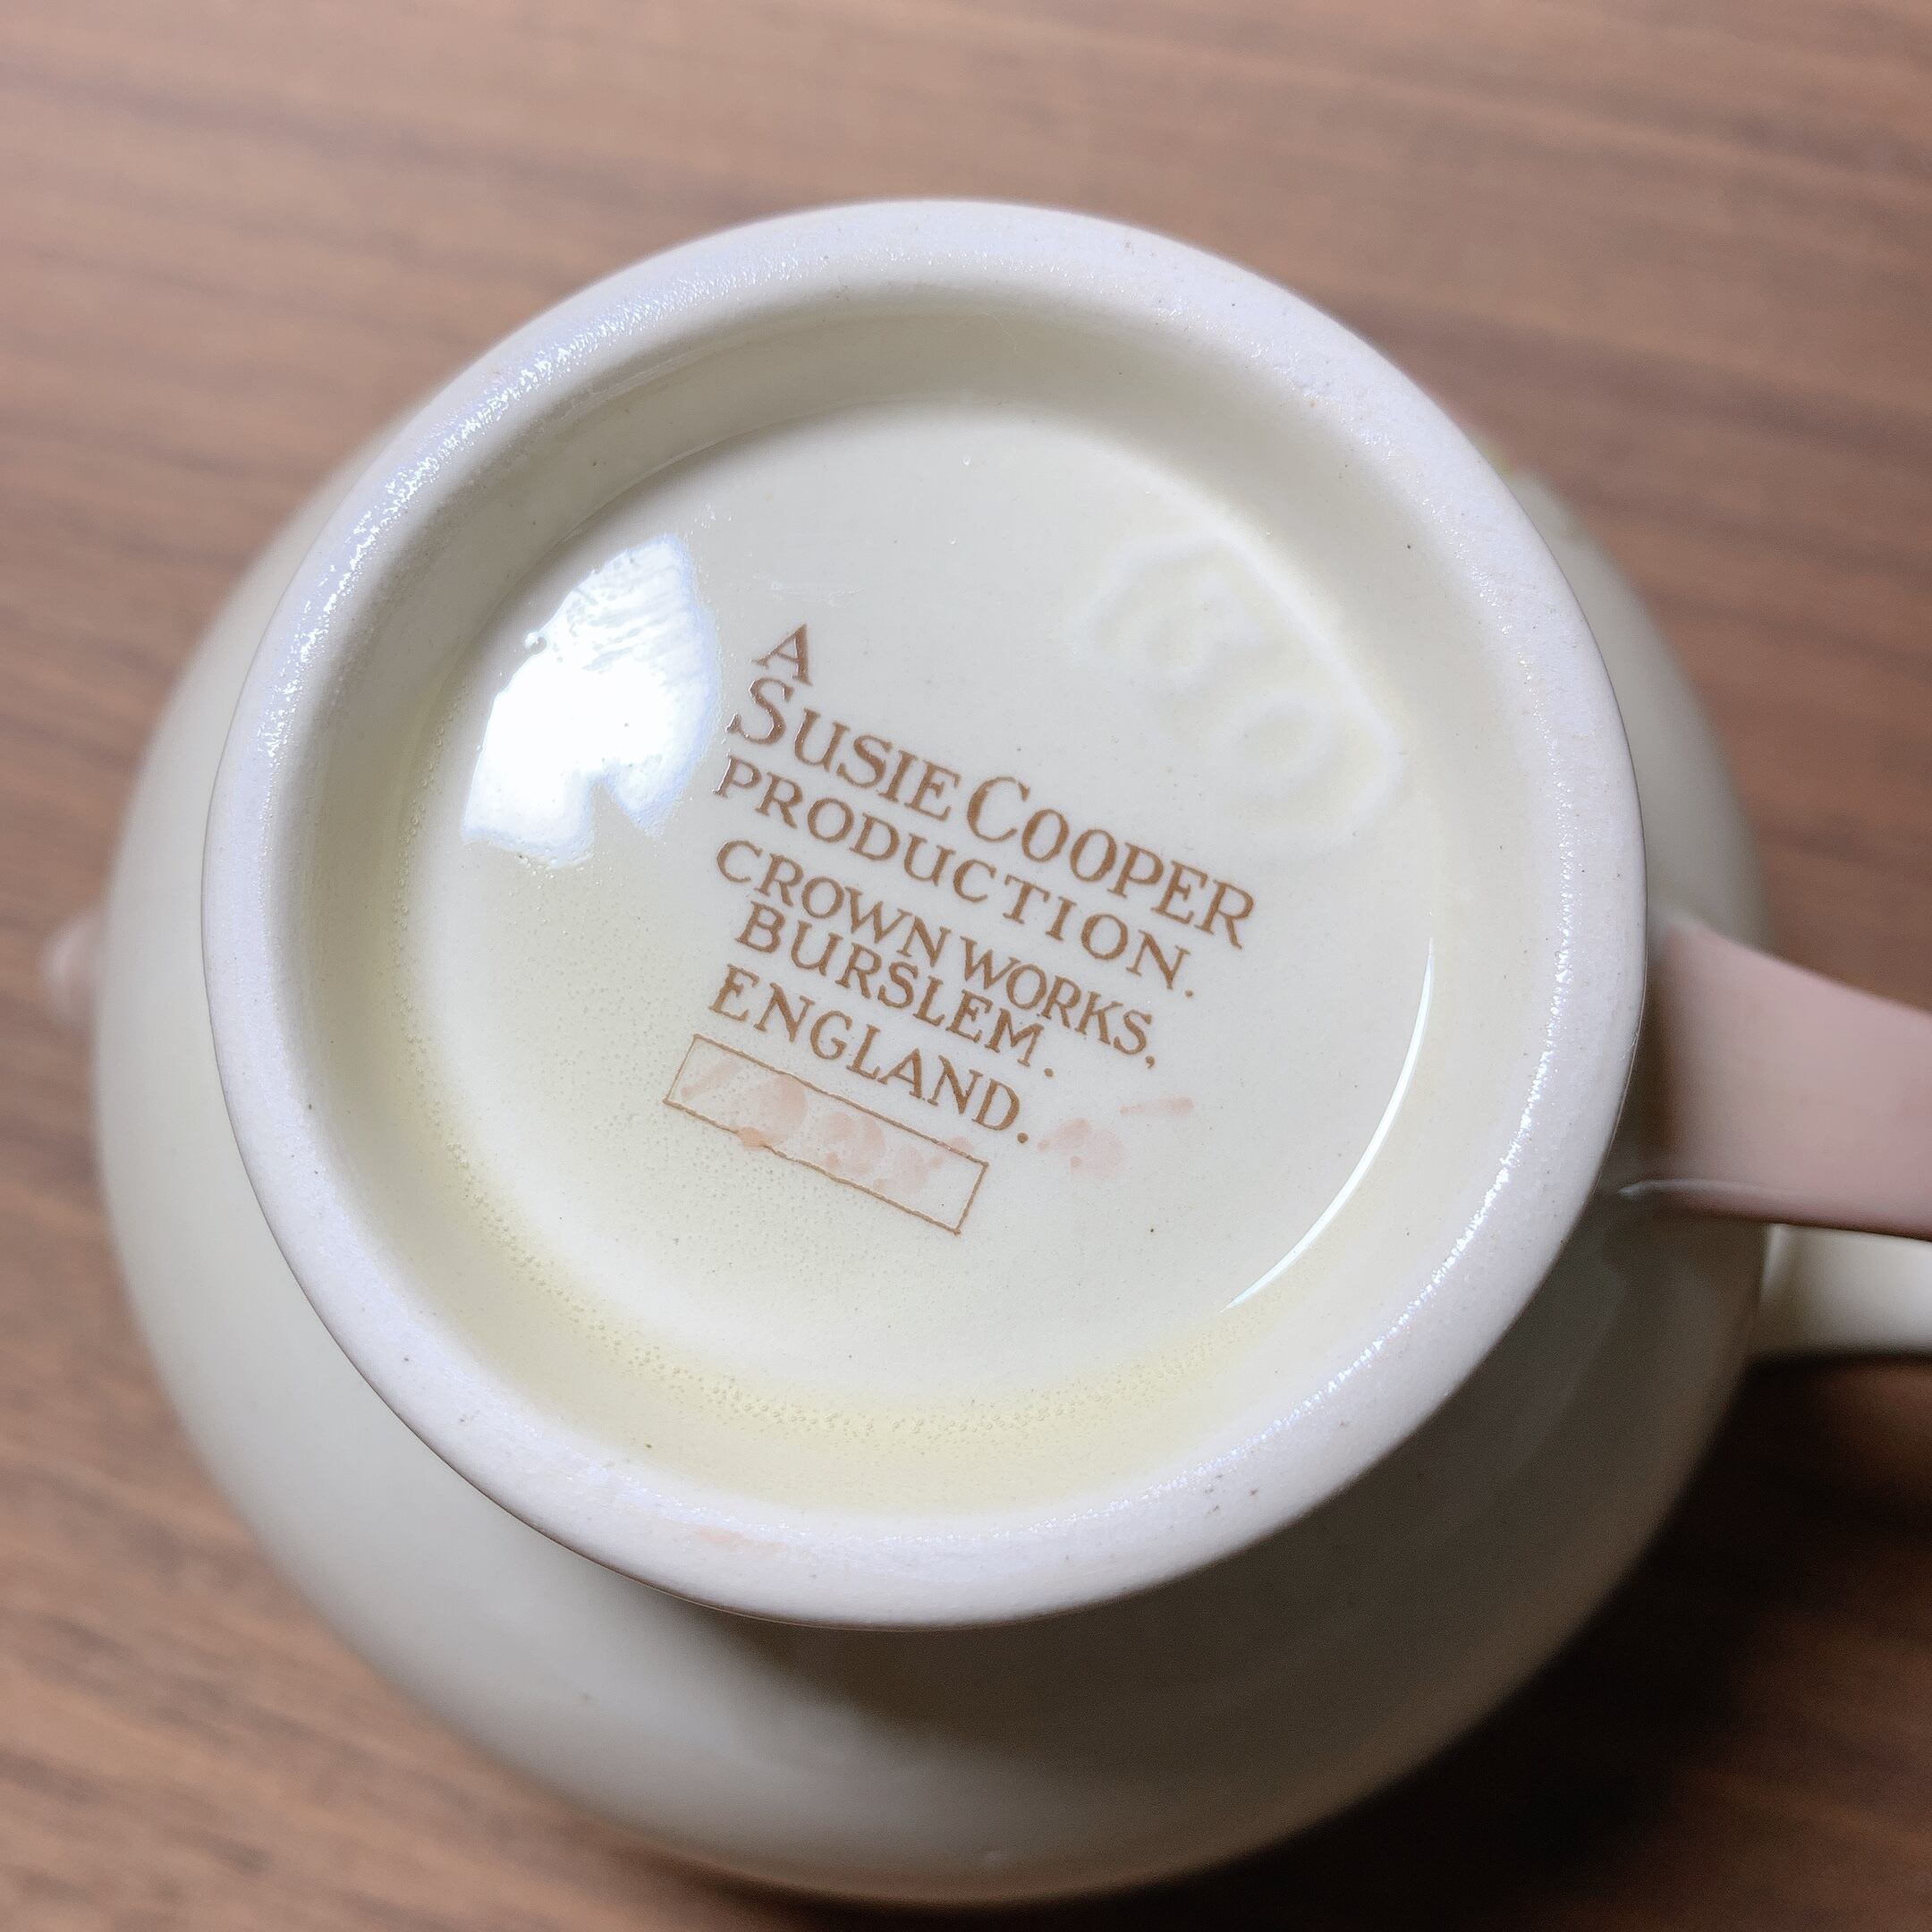 A
SUSIE COOPER
PRODUCTION.
CROWN WORKS,
BURSLEM.
ENGLAND.